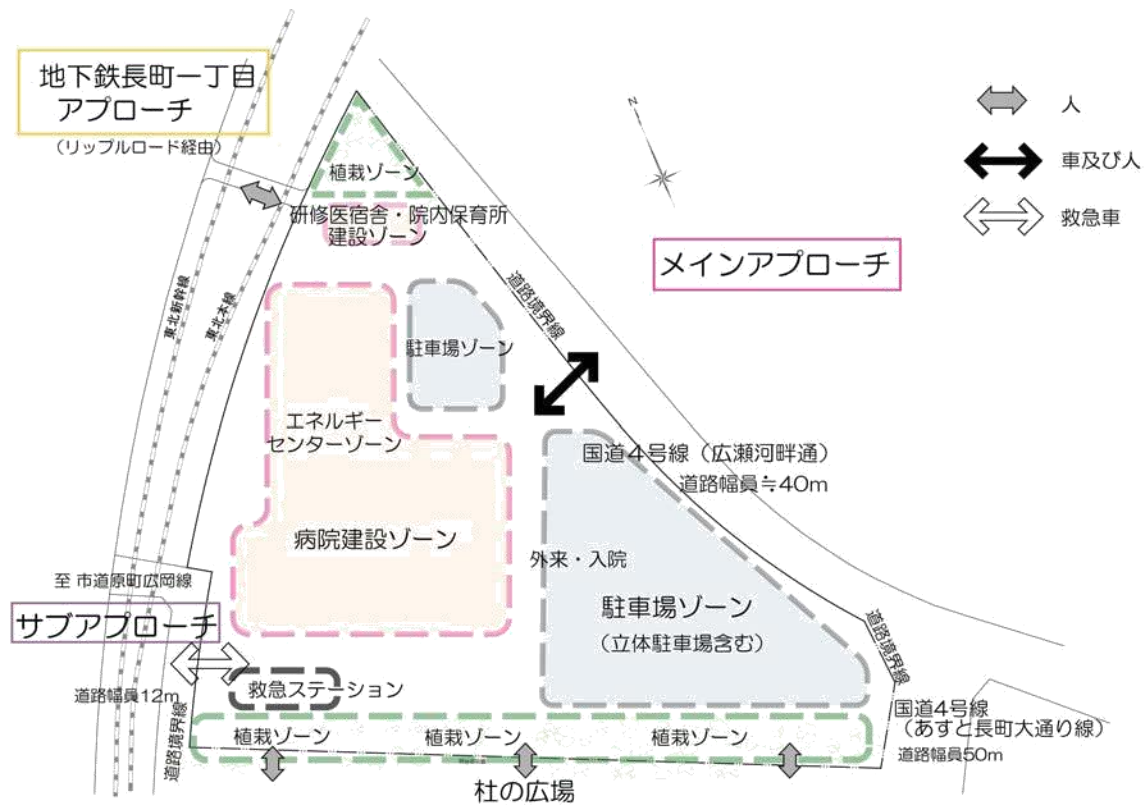 地下鉄長町一丁目
アプローチ
(リップルロード経由)
N
人
車及び人
救急車
植栽ゾーン
研修医宿舎・院内保育所
建設ゾーン
メインアプローチ
道路境界線
東北新幹線
東北本線
駐車場ゾーン
エネルギー
センターゾーン
国道4号線(広瀬河畔通)
道路幅員≒40m
病院建設ゾーン
外来・入院
至 市道原町広岡線
サブアプローチ
駐車場ゾーン
(立体駐車場含む)
道路境界線
救急ステーション
道路幅員12m
道路境界線
国道4号線
(あすと長町大通り線)
道路幅員50m
植栽ゾーン
植栽ゾーン
植栽ゾーン
杜の広場